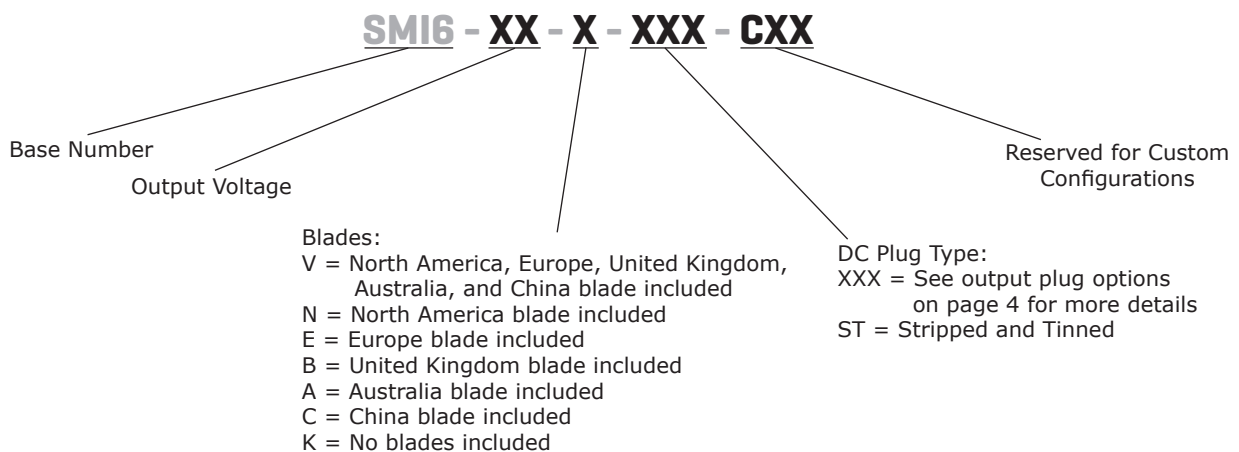 SMI6 - XX - X - XXX - CXX
Base Number
Output Voltage
Blades:
V = North America, Europe, United Kingdom,
Australia, and China blade included
N = North America blade included
E = Europe blade included
B = United Kingdom blade included
A = Australia blade included
C = China blade included
K = No blades included
DC Plug Type:
XXX = See output plug options
on page 4 for more details
ST = Stripped and Tinned
Reserved for Custom
Configurations